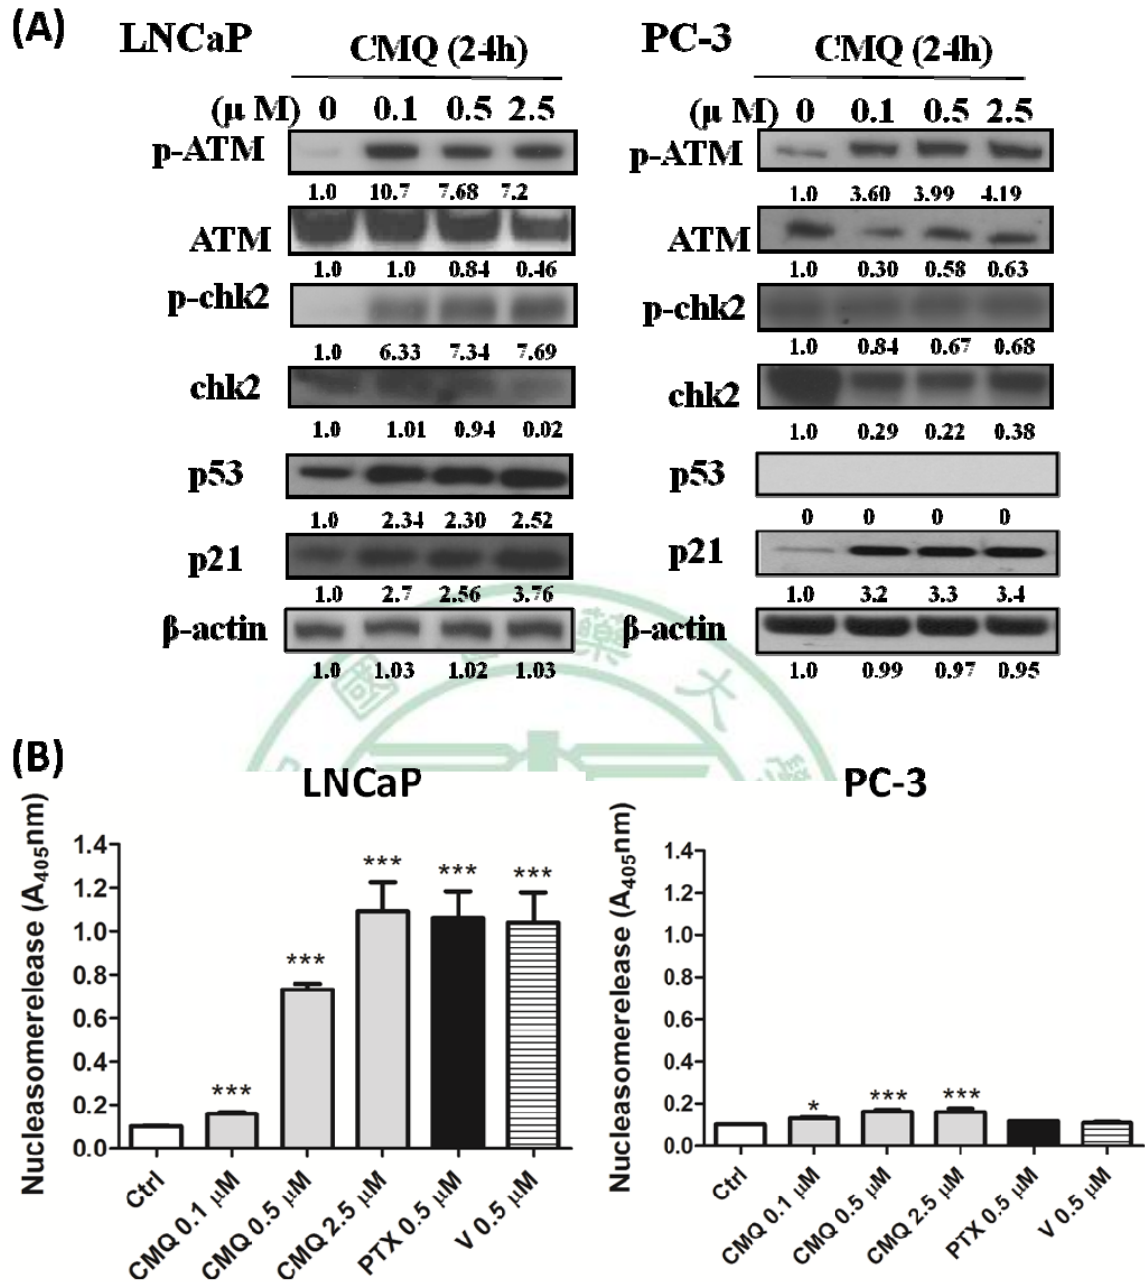 (A)
LNCaP
CMQ (24h)
(μ M) 0 0.1 0.5 2.5
p-ATM
1.0 10.7 7.68 7.2
ATM
1.0 1.0 0.84 0.46
p-chk2
1.0 6.33 7.34 7.69
chk2
1.0 1.01 0.94 0.02
p53
1.0 2.34 2.30 2.52
p21
1.0 2.7 2.56 3.76
β-actin
1.0 1.03 1.02 1.03
PC-3
CMQ (24h)
(μ M) 0 0.1 0.5 2.5
p-ATM
1.0 3.60 3.99 4.19
ATM
1.0 0.30 0.58 0.63
p-chk2
1.0 0.84 0.67 0.68
chk2
1.0 0.29 0.22 0.38
p53
0 0 0 0
p21
1.0 3.2 3.3 3.4
β-actin
1.0 0.99 0.97 0.95
國 藥 大
(B)
LNCaP
Nucleasomerelease (A405nm)
1.4
1.2
1.0
0.8
0.6
0.4
0.2
0.0
***
***
***
***
***
Ctrl
CMQ 0.1 μM
CMQ 0.5 μM
CMQ 2.5 μM
PTX 0.5 μM
V 0.5 μM
PC-3
Nucleasomerelease (A405nm)
1.4
1.2
1.0
0.8
0.6
0.4
0.2
0.0
*
***
***
Ctrl
CMQ 0.1 μM
CMQ 0.5 μM
CMQ 2.5 μM
PTX 0.5 μM
V 0.5 μM